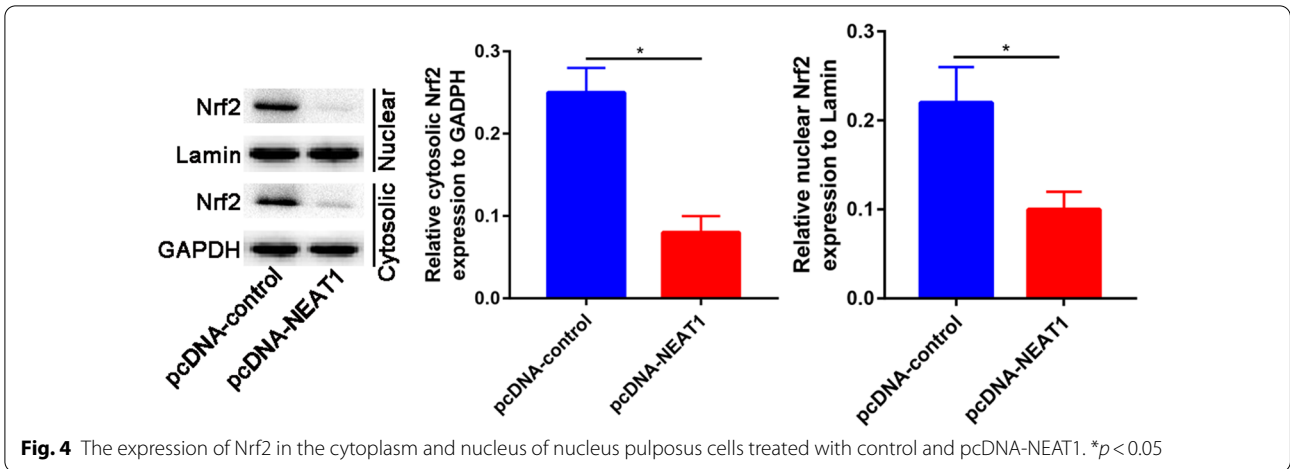 Nrf2
Lamin
Nrf2
GAPDH
Nuclear
Cytosolic
pcDNA-control
pcDNA-NEAT1
Relative cytosolic Nrf2
expression to GADPH
0.3
0.2
0.1
0.0
*
pcDNA-control
pcDNA-NEAT1
Relative nuclear Nrf2
expression to Lamin
0.3
0.2
0.1
0.0
*
pcDNA-control
pcDNA-NEAT1
Fig. 4 The expression of Nrf2 in the cytoplasm and nucleus of nucleus pulposus cells treated with control and pcDNA-NEAT1. *p < 0.05